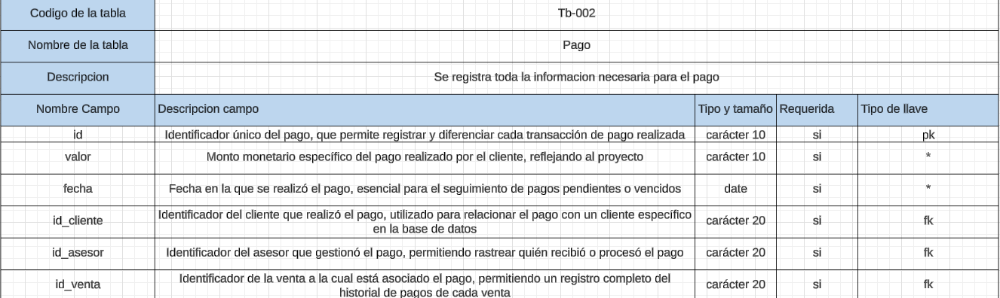 Codigo de la tabla Tb-002
Nombre de la tabla Pago
Descripcion Se registra toda la informacion necesaria para el pago
Nombre Campo Descripcion campo Tipo y tamaño Requerida Tipo de llave
id Identificador único del pago, que permite registrar y diferenciar cada transacción de pago realizada carácter 10 si pk
valor Monto monetario específico del pago realizado por el cliente, reflejando al proyecto carácter 10 si *
fecha Fecha en la que se realizó el pago, esencial para el seguimiento de pagos pendientes o vencidos date si *
id_cliente Identificador del cliente que realizó el pago, utilizado para relacionar el pago con un cliente específico
en la base de datos carácter 20 si fk
id_asesor Identificador del asesor que gestionó el pago, permitiendo rastrear quién recibió o procesó el pago carácter 20 si fk
id_venta Identificador de la venta a la cual está asociado el pago, permitiendo un registro completo del
historial de pagos de cada venta carácter 20 si fk